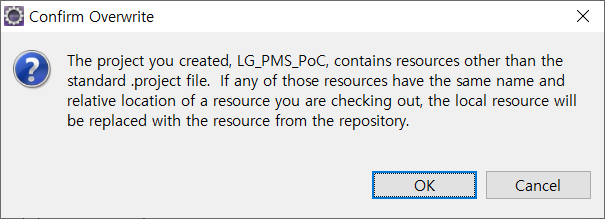 Confirm Overwrite
The project you created, LG_PMS_PoC, contains resources other than the
standard .project file.  If any of those resources have the same name and
relative location of a resource you are checking out, the local resource will
be replaced with the resource from the repository.
OK
Cancel